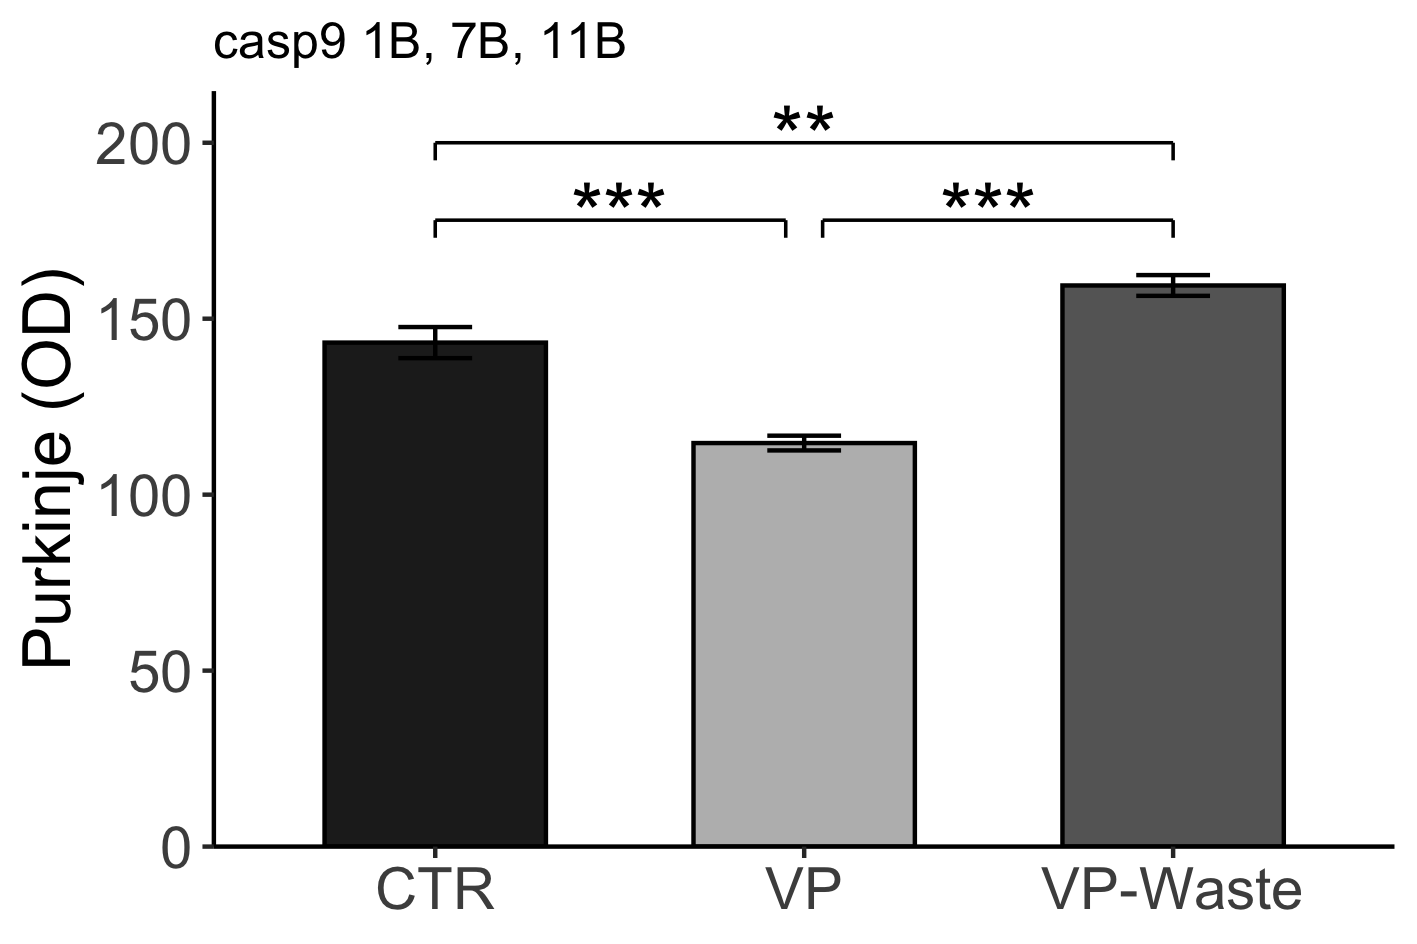 casp9 1B, 7B, 11B
**
***
***
Purkinje (OD)
200
150
100
50
0
CTR
VP
VP-Waste